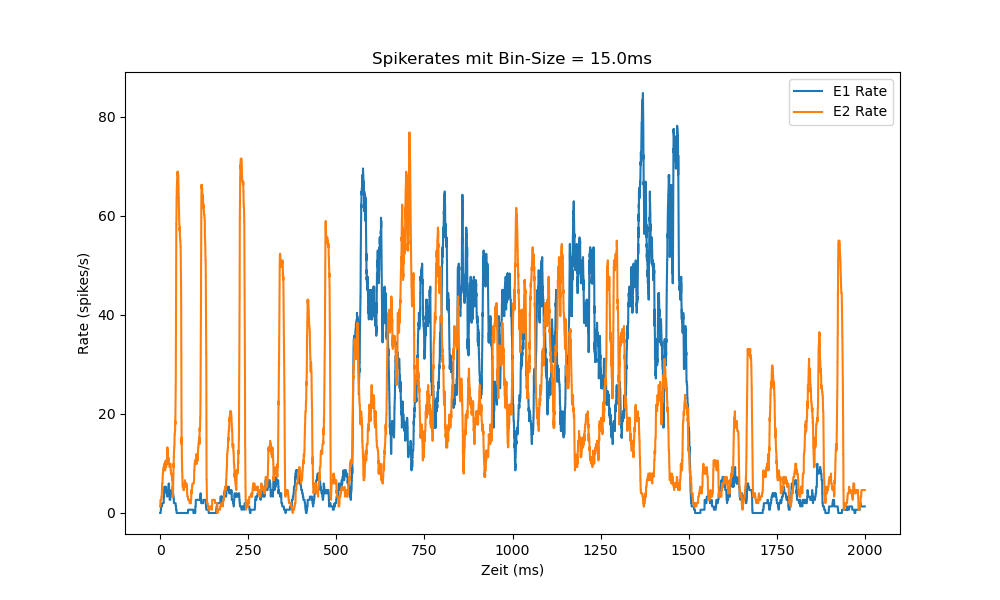 Spikerates mit Bin-Size = 15.0ms
E1 Rate
E2 Rate
Rate (spikes/s)
80
60
40
20
0
0 250 500 750 1000 1250 1500 1750 2000
Zeit (ms)